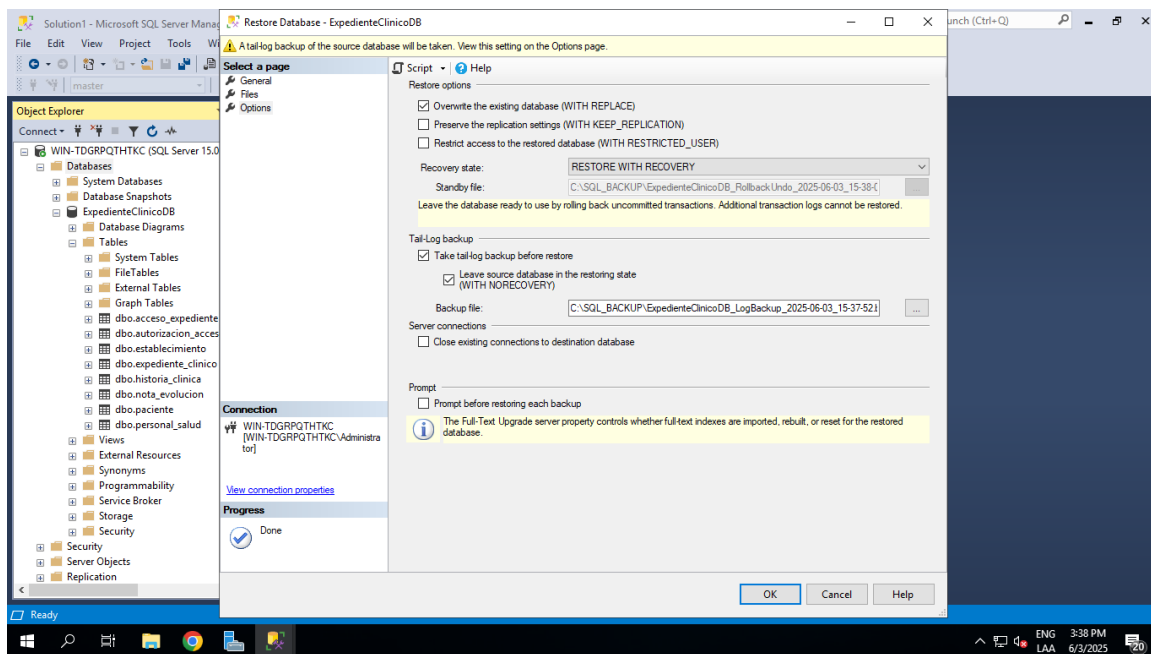 Solution1 - Microsoft SQL Server Manag
Restore Database - ExpedienteClinicoDB
unch (Ctrl+Q)
File Edit View Project Tools Wi
A tail-log backup of the source database will be taken. View this setting on the Options page.
master
Select a page
General
Files
Options
Script
Help
Object Explorer
Connect
WIN-TDGRPQTHTKC (SQL Server 15.0
Databases
System Databases
Database Snapshots
ExpedienteClinicoDB
Database Diagrams
Tables
System Tables
FileTables
External Tables
Graph Tables
dbo.acceso_expediente
dbo.autorizacion_acces
dbo.establecimiento
dbo.expediente_clinico
dbo.historia_clinica
dbo.nota_evolucion
dbo.paciente
dbo.personal_salud
Views
External Resources
Synonyms
Programmability
Service Broker
Storage
Security
Security
Server Objects
Replication
Restore options
Overwrite the existing database (WITH REPLACE)
Preserve the replication settings (WITH KEEP_REPLICATION)
Restrict access to the restored database (WITH RESTRICTED_USER)
Recovery state: RESTORE WITH RECOVERY
Standby file: C:\SQL_BACKUP\ExpedienteClinicoDB_RollbackUndo_2025-06-03_15-38-0
...
Leave the database ready to use by rolling back uncommitted transactions. Additional transaction logs cannot be restored.
Tail-Log backup
Take tail-log backup before restore
Leave source database in the restoring state
(WITH NORECOVERY)
Backup file: C:\SQL_BACKUP\ExpedienteClinicoDB_LogBackup_2025-06-03_15-37-52.b
...
Server connections
Close existing connections to destination database
Prompt
Prompt before restoring each backup
The Full-Text Upgrade server property controls whether full-text indexes are imported, rebuilt, or reset for the restored
database.
Connection
WIN-TDGRPQTHTKC
[WIN-TDGRPQTHTKC\Administra
tor]
View connection properties
Progress
Done
OK Cancel Help
Ready
ENG
LAA
3:38 PM
6/3/2025
20